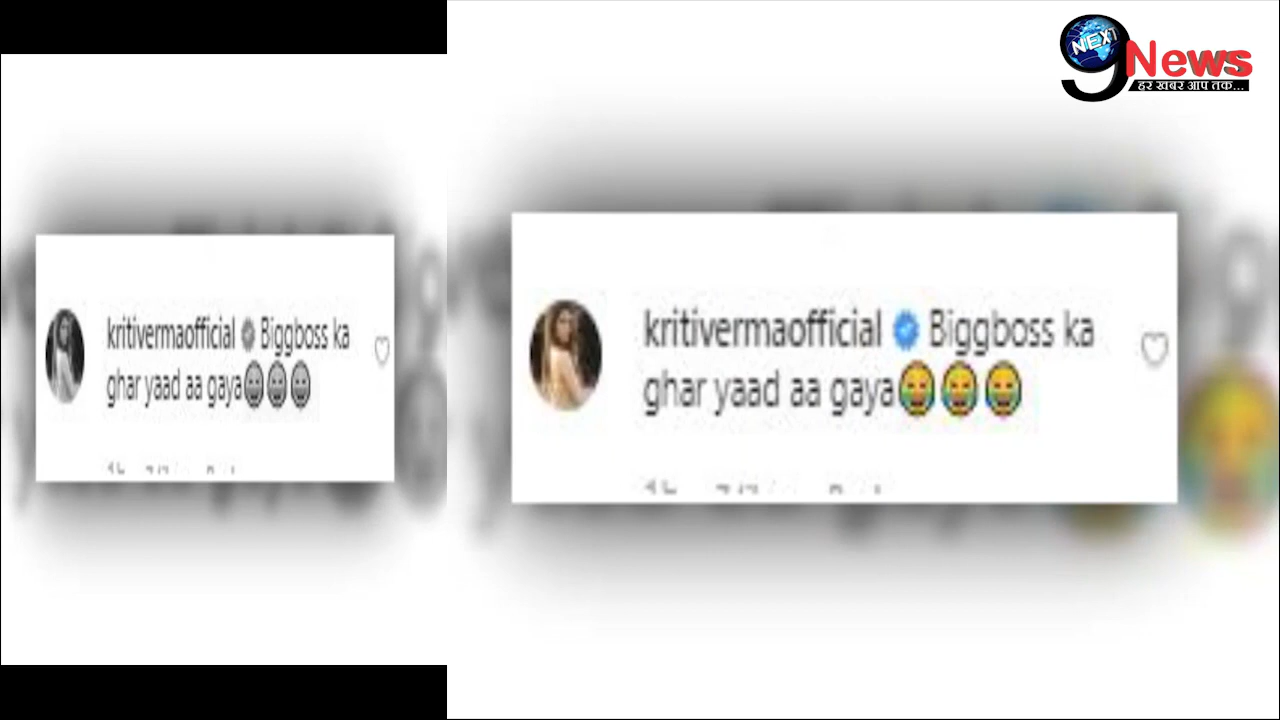 NEXT
9 News
हर खबर आप तक...
kritivermaofficial Biggboss ka
ghar yaad aa gaya😀😀😀
kritivermaofficial Biggboss ka
ghar yaad aa gaya😂😂😂